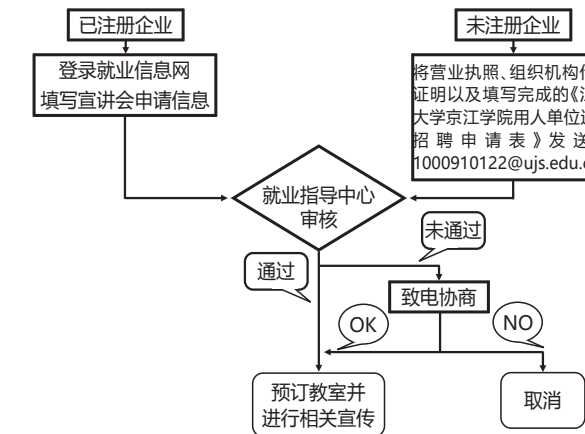 已注册企业
未注册企业
登录就业信息网
填写宣讲会申请信息
将营业执照、组织机构
证明以及填写完成的《
大学京江学院用人单位
招聘申请表》发送
1000910122@ujs.edu.
就业指导中心
审核
未通过
通过
致电协商
OK
NO
预订教室并
进行相关宣传
取消